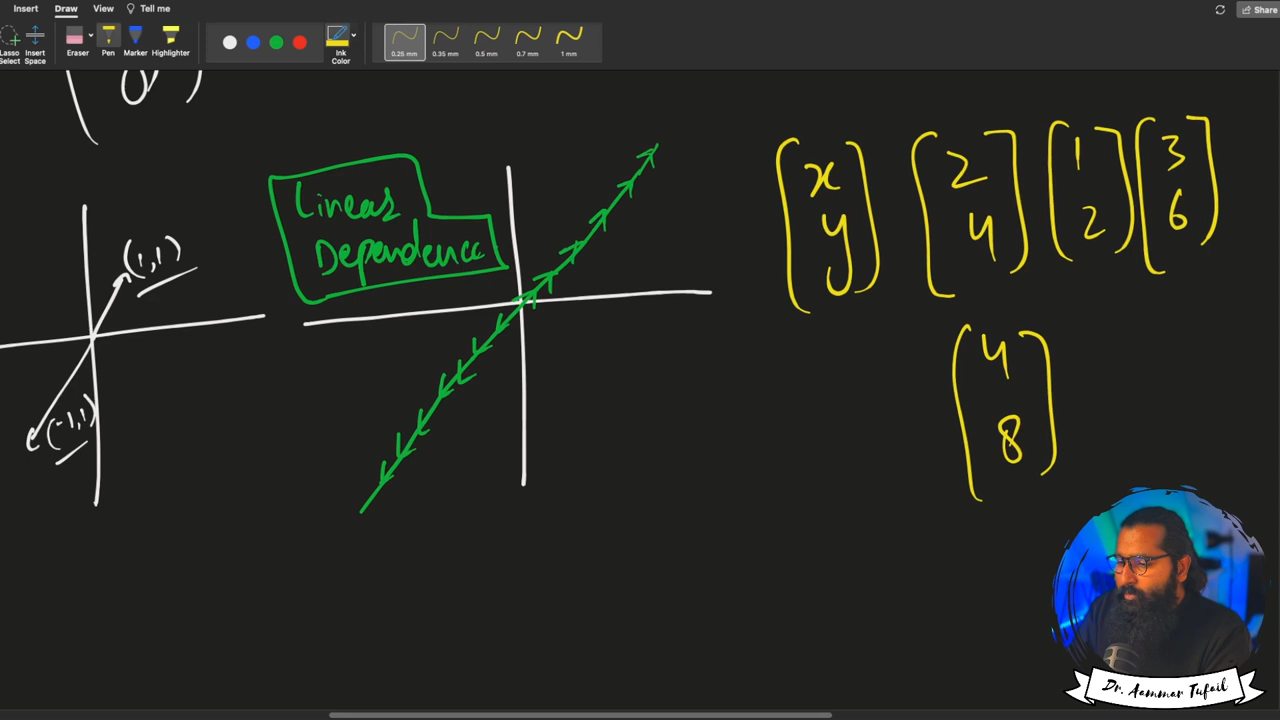 Insert Draw View Tell me
Share
Lasso Select
Insert Space
Eraser
Pen
Marker
Highlighter
Ink Color
0.25 mm
0.35 mm
0.5 mm
0.7 mm
1 mm
(1,1)
(-1,1)
Linear
Dependence
x 2 1 3
y 4 2 6
4
8
Dr. Aammar Tufail